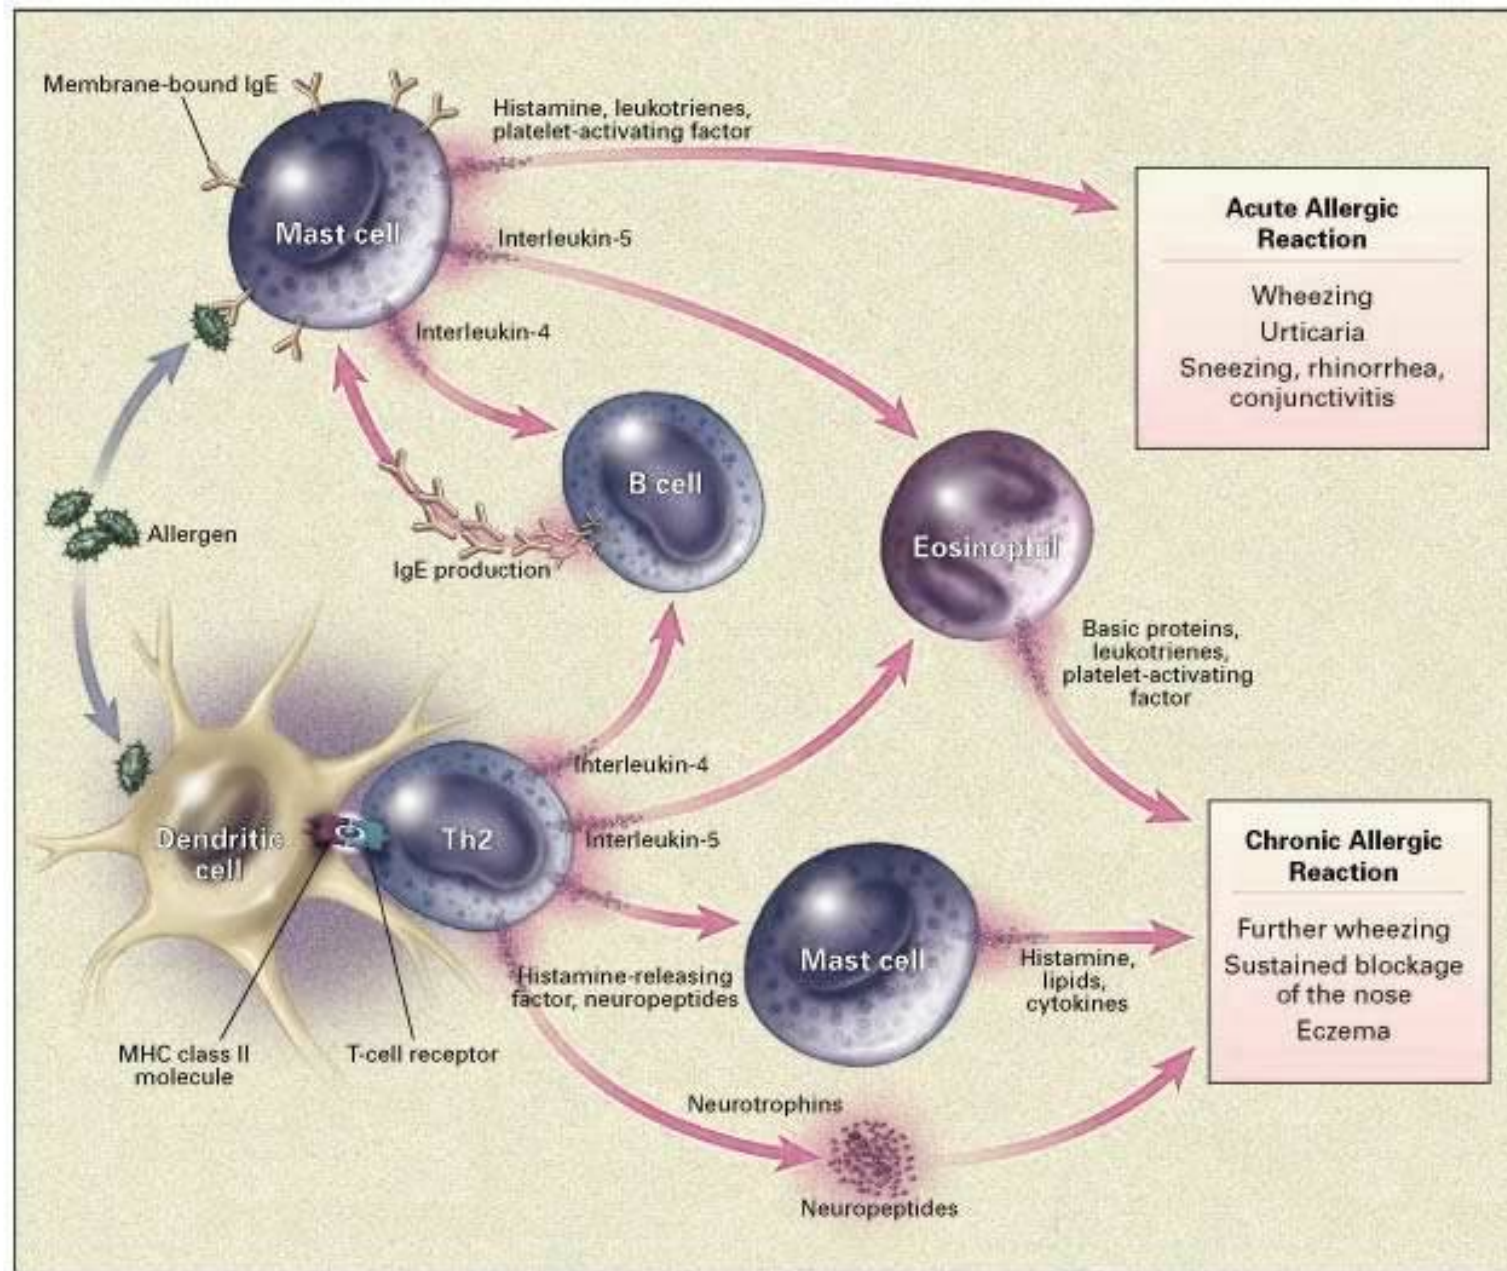 Membrane-bound IgE
Histamine, leukotrienes,
platelet-activating factor
Mast cell
Interleukin-5
Interleukin-4
Acute Allergic
Reaction
Wheezing
Urticaria
Sneezing, rhinorrhea,
conjunctivitis
B cell
Allergen
IgE production
Eosinophil
Basic proteins,
leukotrienes,
platelet-activating
factor
Interleukin-4
Interleukin-5
Dendritic
cell
Th2
Chronic Allergic
Reaction
Further wheezing
Sustained blockage
of the nose
Eczema
Mast cell
Histamine,
lipids,
cytokines
Histamine-releasing
factor, neuropeptides
MHC class II
molecule
T-cell receptor
Neurotrophins
Neuropeptides